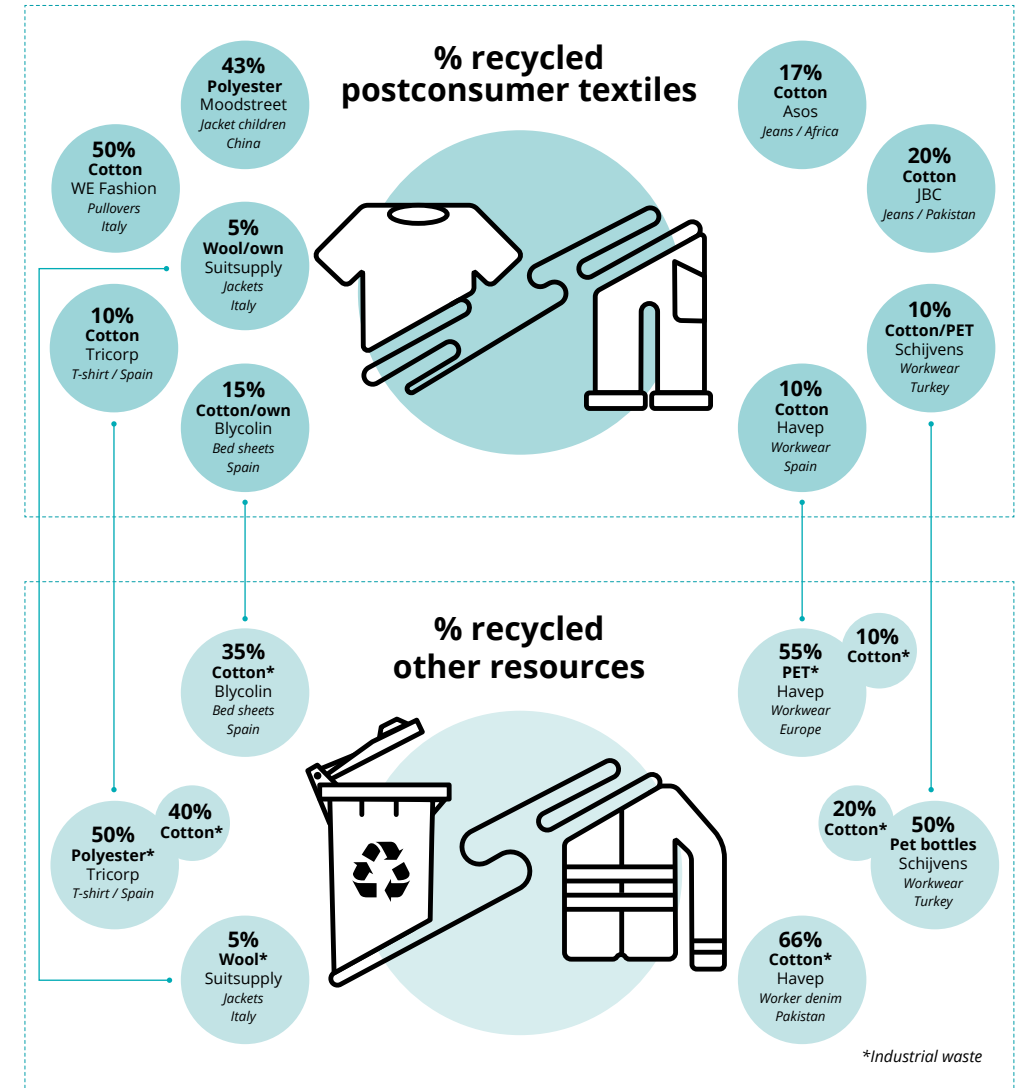 % recycled
postconsumer textiles
43%
Polyester
Moodstreet
Jacket children
China
50%
Cotton
WE Fashion
Pullovers
Italy
5%
Wool/own
Suitsupply
Jackets
Italy
10%
Cotton
Tricorp
T-shirt / Spain
15%
Cotton/own
Blycolin
Bed sheets
Spain
17%
Cotton
Asos
Jeans / Africa
20%
Cotton
JBC
Jeans / Pakistan
10%
Cotton/PET
Schijvens
Workwear
Turkey
10%
Cotton
Havep
Workwear
Spain
% recycled
other resources
35%
Cotton*
Blycolin
Bed sheets
Spain
50%
Polyester*
Tricorp
T-shirt / Spain
40%
Cotton*
5%
Wool*
Suitsupply
Jackets
Italy
55%
PET*
Havep
Workwear
Europe
10%
Cotton*
20%
Cotton*
50%
Pet bottles
Schijvens
Workwear
Turkey
66%
Cotton*
Havep
Worker denim
Pakistan
*Industrial waste